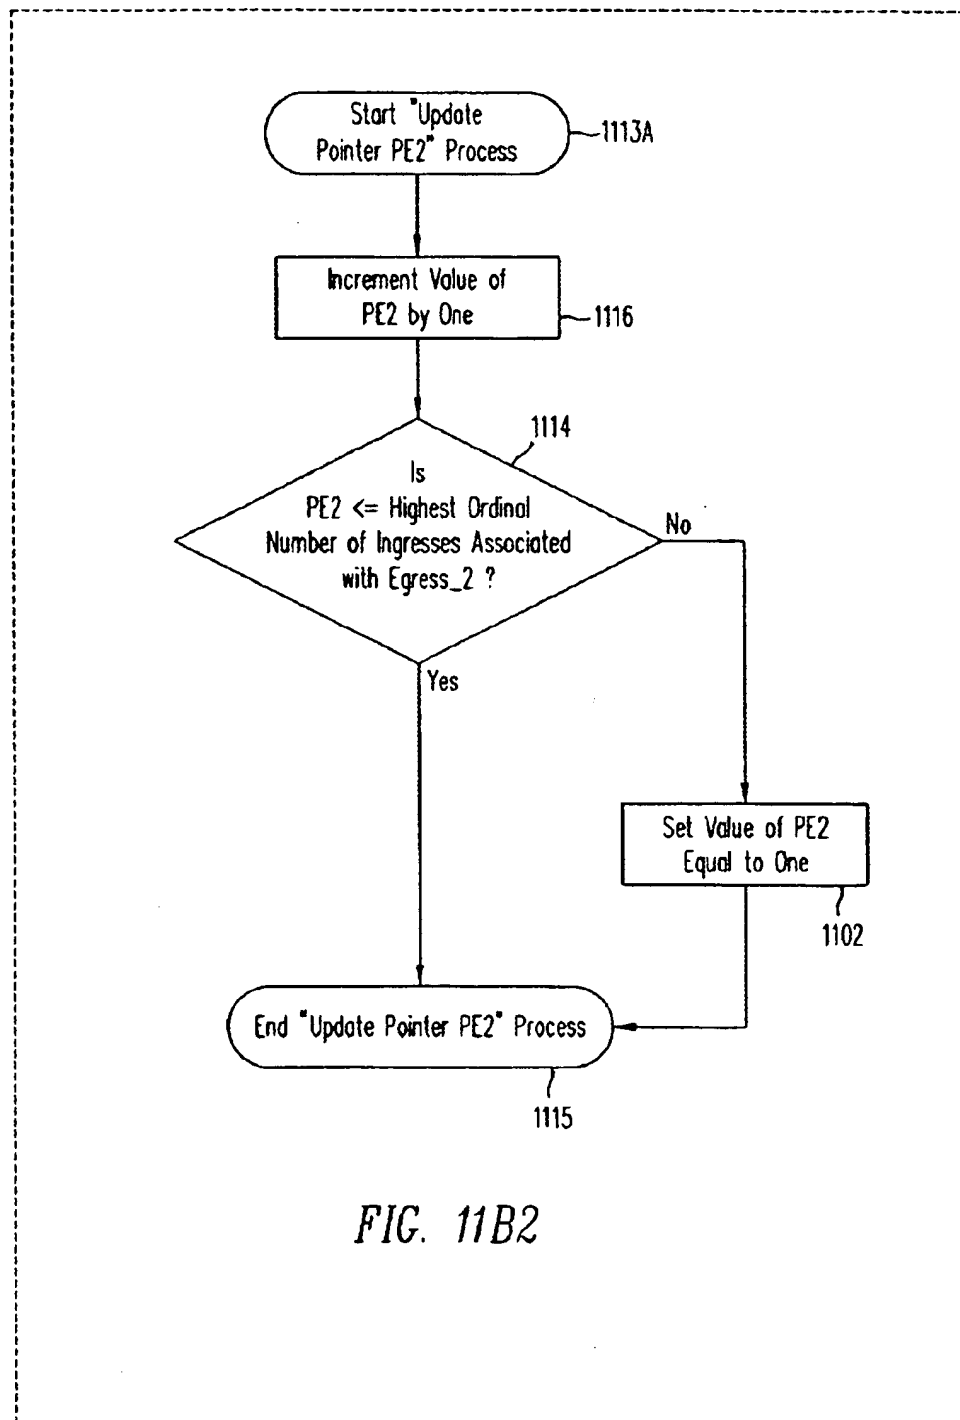 Start "Update
Pointer PE2" Process
1113A
Increment Value of
PE2 by One
1116
1114
Is
PE2 <= Highest Ordinal
Number of Ingresses Associated
with Egress_2 ?
No
Yes
Set Value of PE2
Equal to One
1102
End "Update Pointer PE2" Process
1115
FIG. 11B2